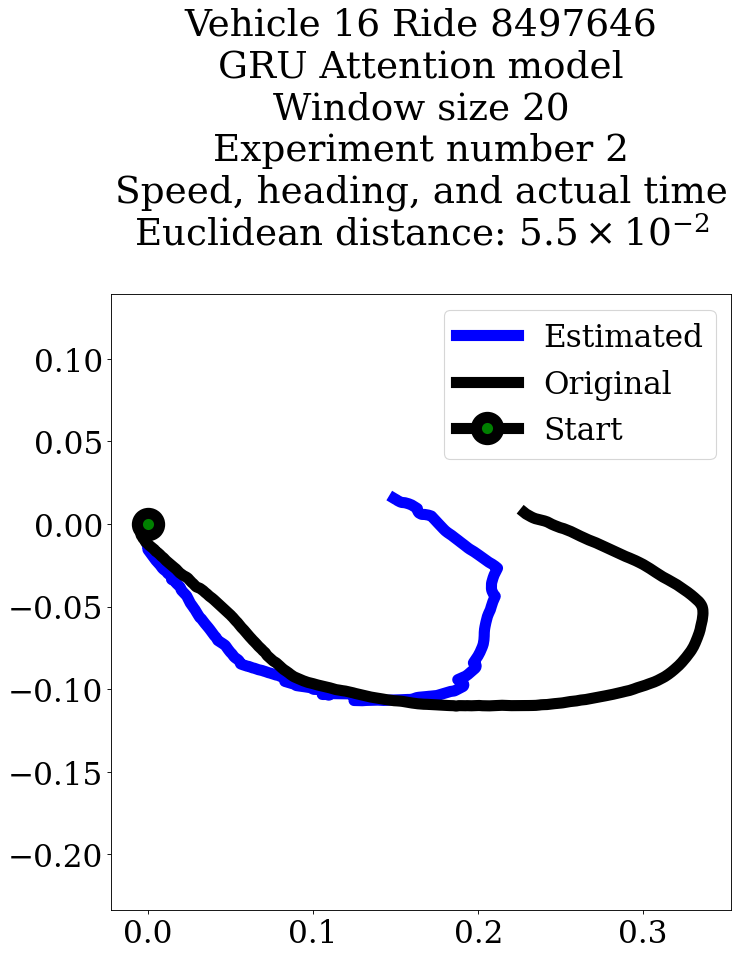 Vehicle 16 Ride 8497646
GRU Attention model
Window size 20
Experiment number 2
Speed, heading, and actual time
Euclidean distance: 5.5 × 10⁻²
Estimated
Original
Start
0.10
0.05
0.00
−0.05
−0.10
−0.15
−0.20
0.0 0.1 0.2 0.3